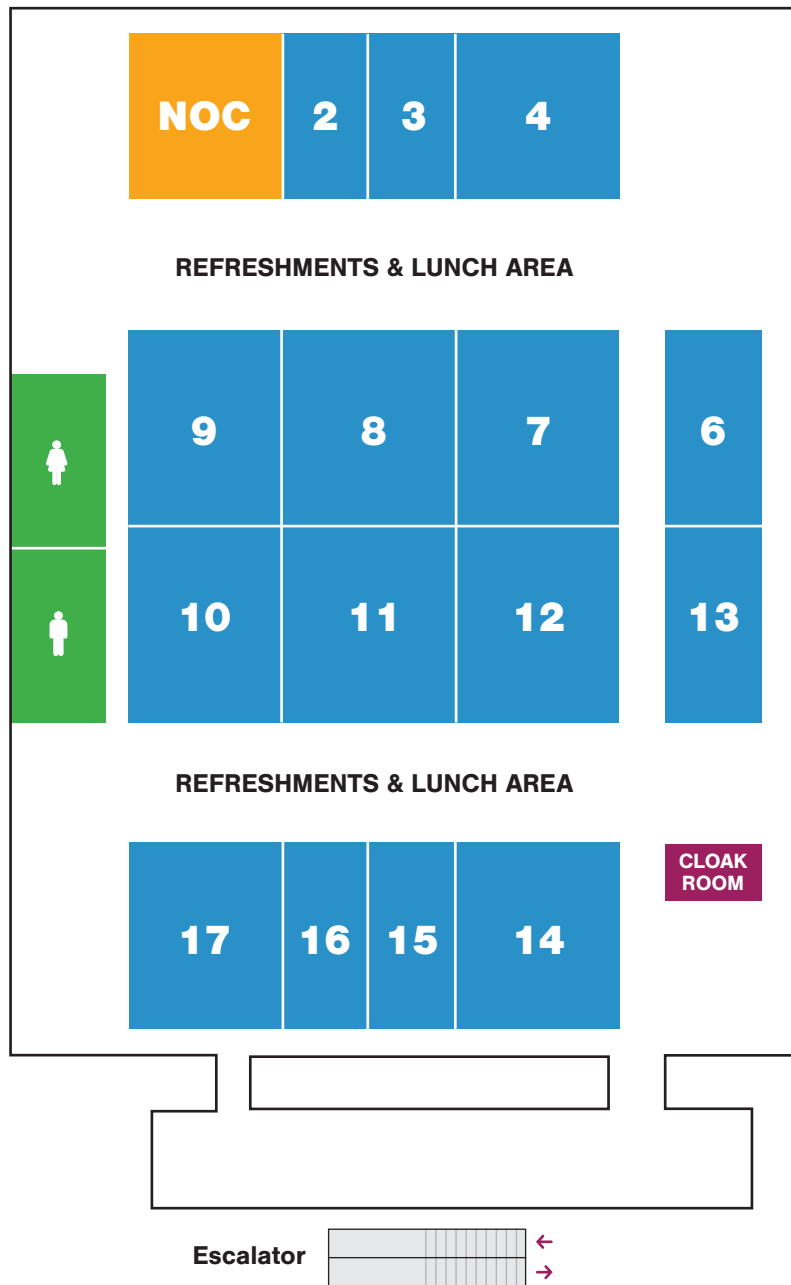 NOC 2 3 4
REFRESHMENTS & LUNCH AREA
9 8 7 6
10 11 12 13
REFRESHMENTS & LUNCH AREA
CLOAK
ROOM
17 16 15 14
Escalator